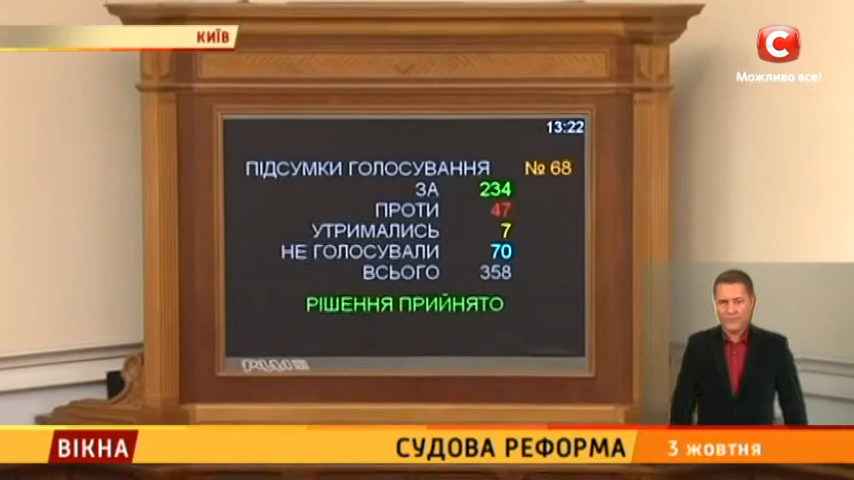 КИЇВ
С
Можливо все!
13:22
ПІДСУМКИ ГОЛОСУВАННЯ № 68
ЗА 234
ПРОТИ 47
УТРИМАЛИСЬ 7
НЕ ГОЛОСУВАЛИ 70
ВСЬОГО 358
РІШЕННЯ ПРИЙНЯТО
ВІКНА
СУДОВА РЕФОРМА
3 жовтня